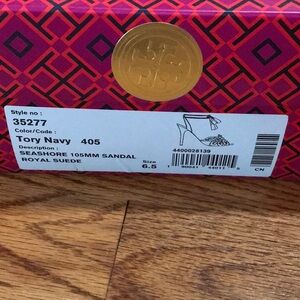 Style no :
35277
Color/Code :
Tory Navy 405
Description :
SEASHORE 105MM SANDAL
ROYAL SUEDE
Size
6.5
4400028139
CN